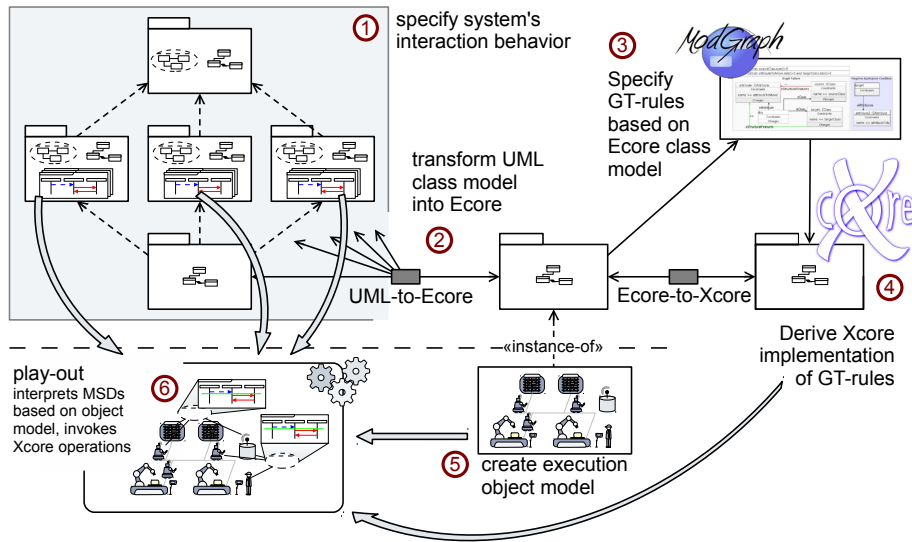 1
specify system's
interaction behavior
3
ModGraph
Specify
GT-rules
based on
Ecore class
model
transform UML
class model
into Ecore
2
UML-to-Ecore
Ecore-to-Xcore
Xcore
4
Derive Xcore
implementation
of GT-rules
«instance-of»
play-out
interprets MSDs
based on object
model, invokes
Xcore operations
6
5
create execution
object model